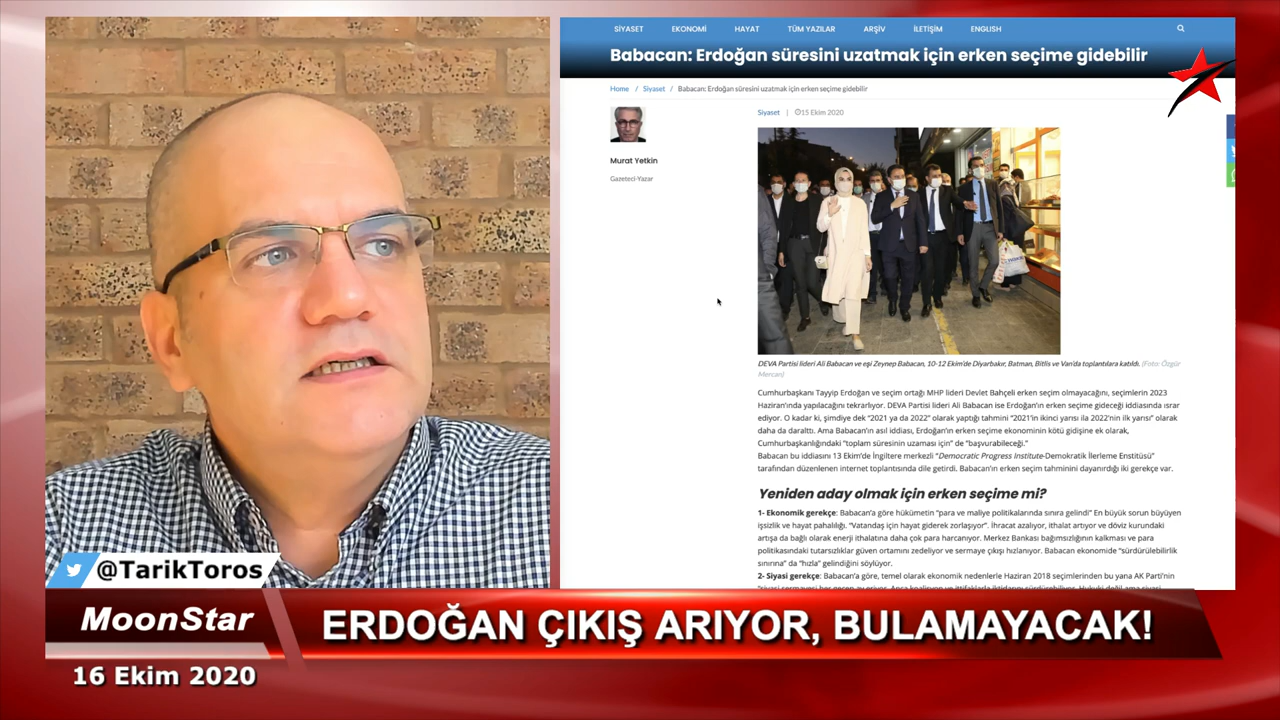 SİYASET EKONOMİ HAYAT TÜM YAZILAR ARŞİV İLETİŞİM ENGLISH
Babacan: Erdoğan süresini uzatmak için erken seçime gidebilir
Home / Siyaset / Babacan: Erdoğan süresini uzatmak için erken seçime gidebilir
Murat Yetkin
Gazeteci-Yazar
Siyaset | 15 Ekim 2020
DEVA Partisi lideri Ali Babacan ve eşi Zeynep Babacan, 10-12 Ekim'de Diyarbakır, Batman, Bitlis ve Van'da toplantılara katıldı. (Foto: Özgür
Mercan)
Cumhurbaşkanı Tayyip Erdoğan ve seçim ortağı MHP lideri Devlet Bahçeli erken seçim olmayacağını, seçimlerin 2023
Haziran'ında yapılacağını tekrarlıyor. DEVA Partisi lideri Ali Babacan ise Erdoğan'ın erken seçime gideceği iddiasında ısrar
ediyor. O kadar ki, şimdiye dek "2021 ya da 2022" olarak yaptığı tahmini "2021'in ikinci yarısı ila 2022'nin ilk yarısı" olarak
daha da daralttı. Ama Babacan'ın asıl iddiası, Erdoğan'ın erken seçime ekonominin kötü gidişine ek olarak,
Cumhurbaşkanlığındaki "toplam süresinin uzaması için" de "başvurabileceği."
Babacan bu iddiasını 13 Ekim'de İngiltere merkezli "Democratic Progress Institute-Demokratik İlerleme Enstitüsü"
tarafından düzenlenen internet toplantısında dile getirdi. Babacan'ın erken seçim tahminini dayanırdığı iki gerekçe var.
Yeniden aday olmak için erken seçime mi?
1- Ekonomik gerekçe: Babacan'a göre hükümetin "para ve maliye politikalarında sınıra gelindi" En büyük sorun büyüyen
işsizlik ve hayat pahalılığı. "Vatandaş için hayat giderek zorlaşıyor". İhracat azalıyor, ithalat artıyor ve döviz kurundaki
artışa da bağlı olarak enerji ithalatına daha çok para harcanıyor. Merkez Bankası bağımsızlığının kalkması ve para
politikasındaki tutarsızlıklar güven ortamını zedeliyor ve sermaye çıkışı hızlanıyor. Babacan ekonomide "sürdürülebilirlik
sınırına" da "hızla" gelindiğini söylüyor.
2- Siyasi gerekçe: Babacan'a göre, temel olarak ekonomik nedenlerle Haziran 2018 seçimlerinden bu yana AK Parti'nin
@TarikToros
MoonStar
ERDOĞAN ÇIKIŞ ARIYOR, BULAMAYACAK!
16 Ekim 2020